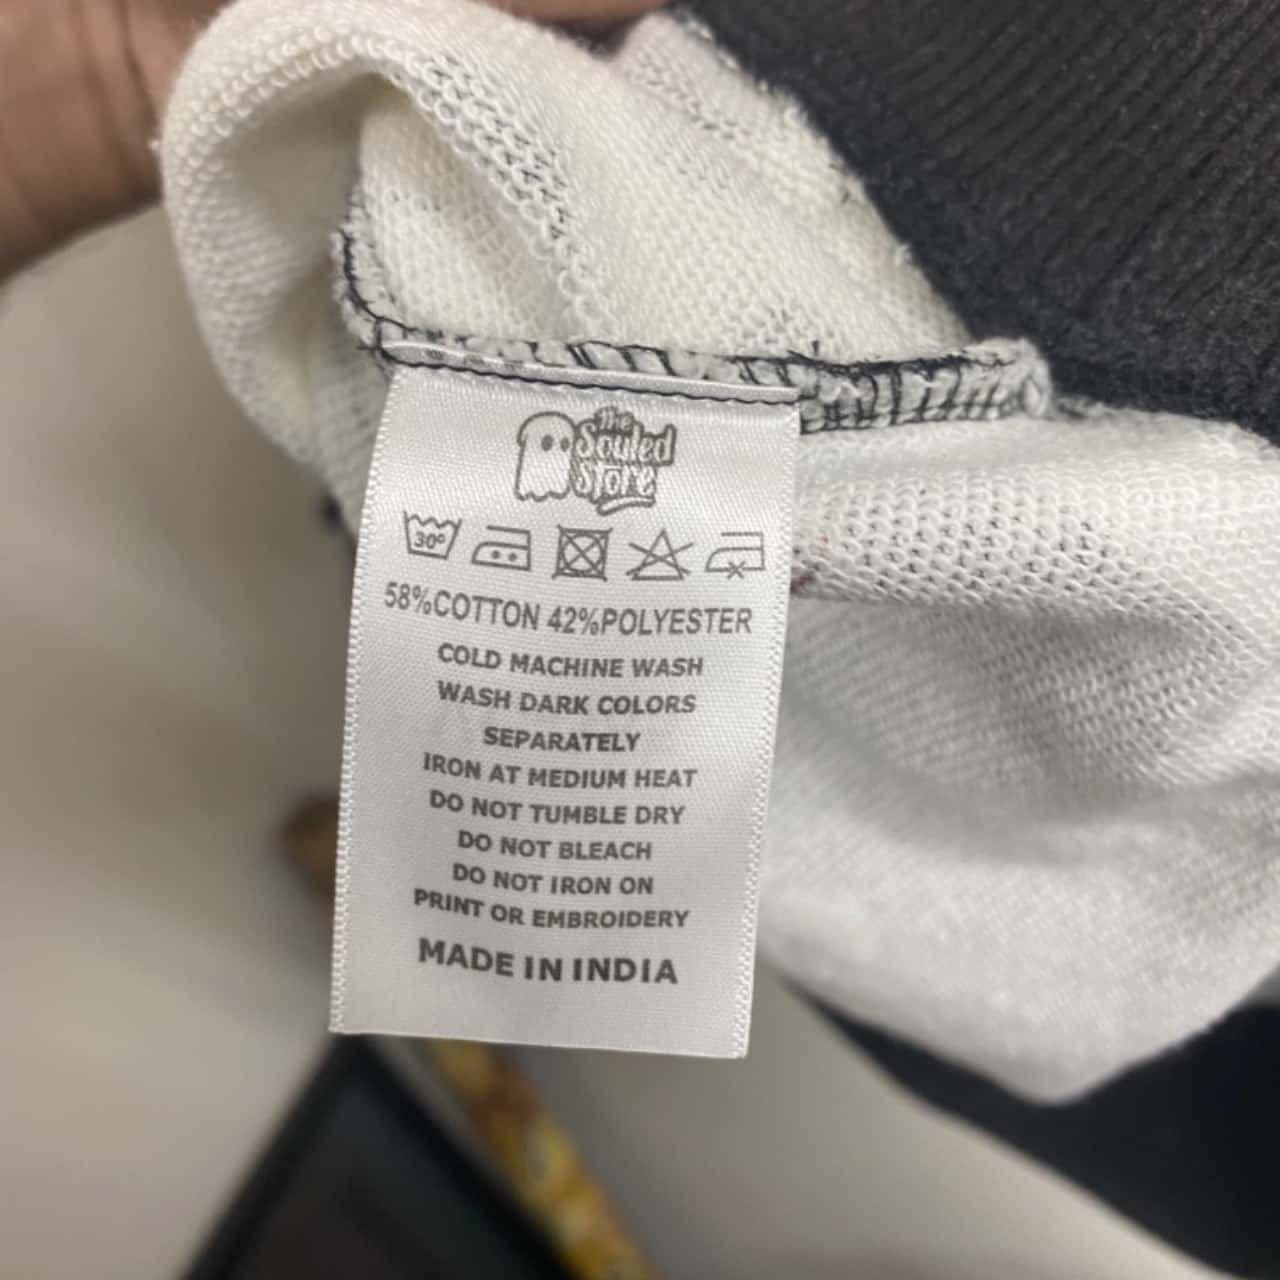 The
Souled
Store
30°
58%COTTON 42%POLYESTER
COLD MACHINE WASH
WASH DARK COLORS
SEPARATELY
IRON AT MEDIUM HEAT
DO NOT TUMBLE DRY
DO NOT BLEACH
DO NOT IRON ON
PRINT OR EMBROIDERY
MADE IN INDIA